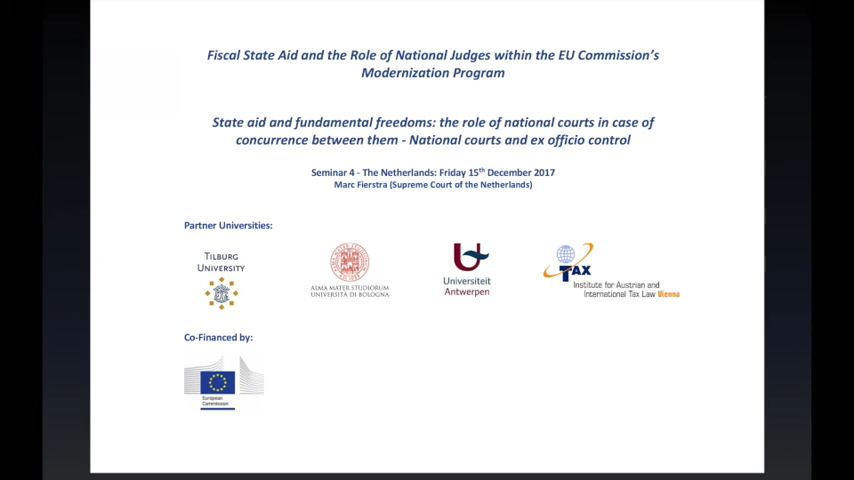 Fiscal State Aid and the Role of National Judges within the EU Commission's
Modernization Program
State aid and fundamental freedoms: the role of national courts in case of
concurrence between them - National courts and ex officio control
Seminar 4 - The Netherlands: Friday 15th December 2017
Marc Fierstra (Supreme Court of the Netherlands)
Partner Universities:
TILBURG
UNIVERSITY
ALMA MATER STUDIORUM
UNIVERSITÀ DI BOLOGNA
Universiteit
Antwerpen
TAX
Institute for Austrian and
International Tax Law Vienna
Co-Financed by:
European
Commission